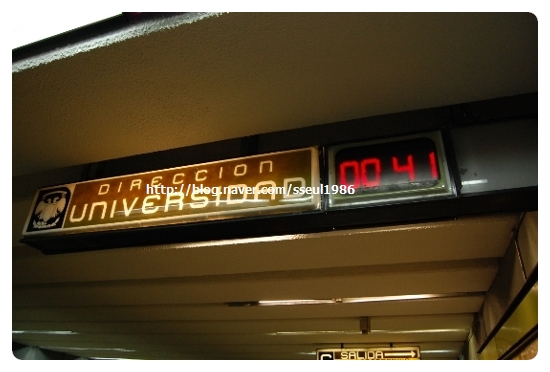 DIRECCION
UNIVERSIDAD
00 41
http://blog.naver.com/sseul1986
SALIDA